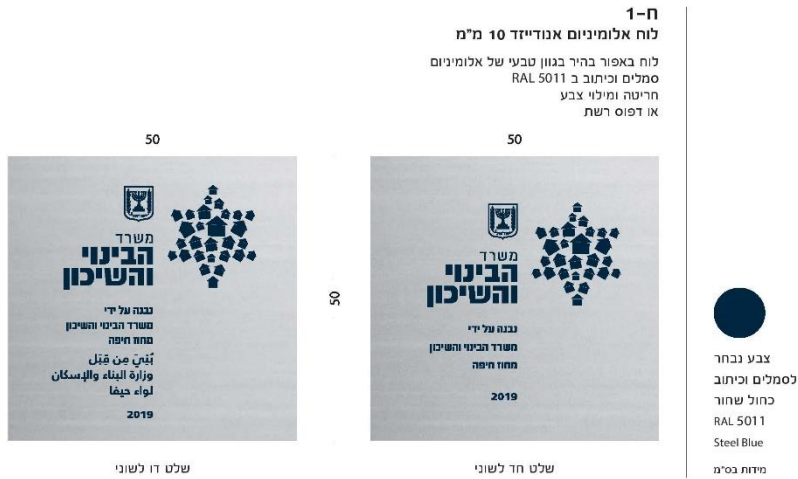 ח-1
לוח אלומיניום אנודייזד 10 מ"מ
לוח באפור בהיר בגוון טבעי של אלומיניום
סמלים וכיתוב ב RAL 5011
חריטה ומילוי צבע
או דפוס רשת
50
משרד
הבינוי
והשיכון
נבנה על ידי
משרד הבינוי והשיכון
מחוז חיפה
2019
שלט חד לשוני
50
50
משרד
הבינוי
והשיכון
נבנה על ידי
משרד הבינוי והשיכון
מחוז חיפה
بُنِيَ مِن قِبَل
وزارة البناء والإسكان
لواء حيفا
2019
שלט דו לשוני
צבע נבחר
לסמלים וכיתוב
כחול שחור
RAL 5011
Steel Blue
מידות בס"מ